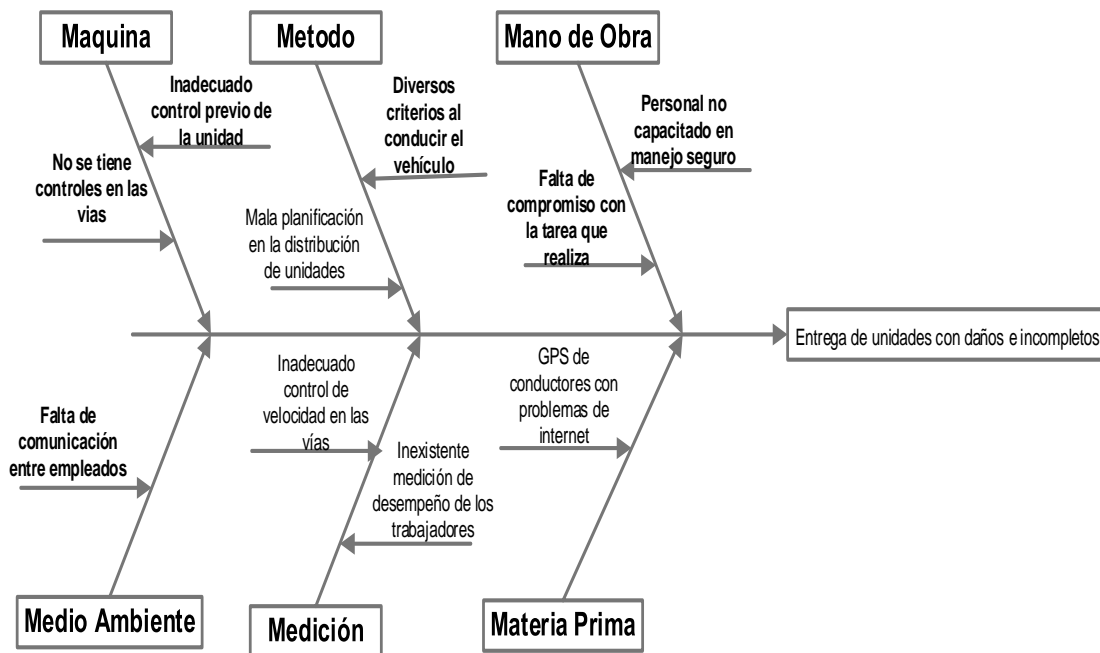 Maquina
Metodo
Mano de Obra
Inadecuado
control previo de
la unidad
No se tiene
controles en las
vias
Diversos
criterios al
conducir el
vehículo
Mala planificación
en la distribución
de unidades
Personal no
capacitado en
manejo seguro
Falta de
compromiso con
la tarea que
realiza
Entrega de unidades con daños e incompletos
Falta de
comunicación
entre empleados
Inadecuado
control de
velocidad en las
vías
Inexistente
medición de
desempeño de los
trabajadores
GPS de
conductores con
problemas de
internet
Medio Ambiente
Medición
Materia Prima